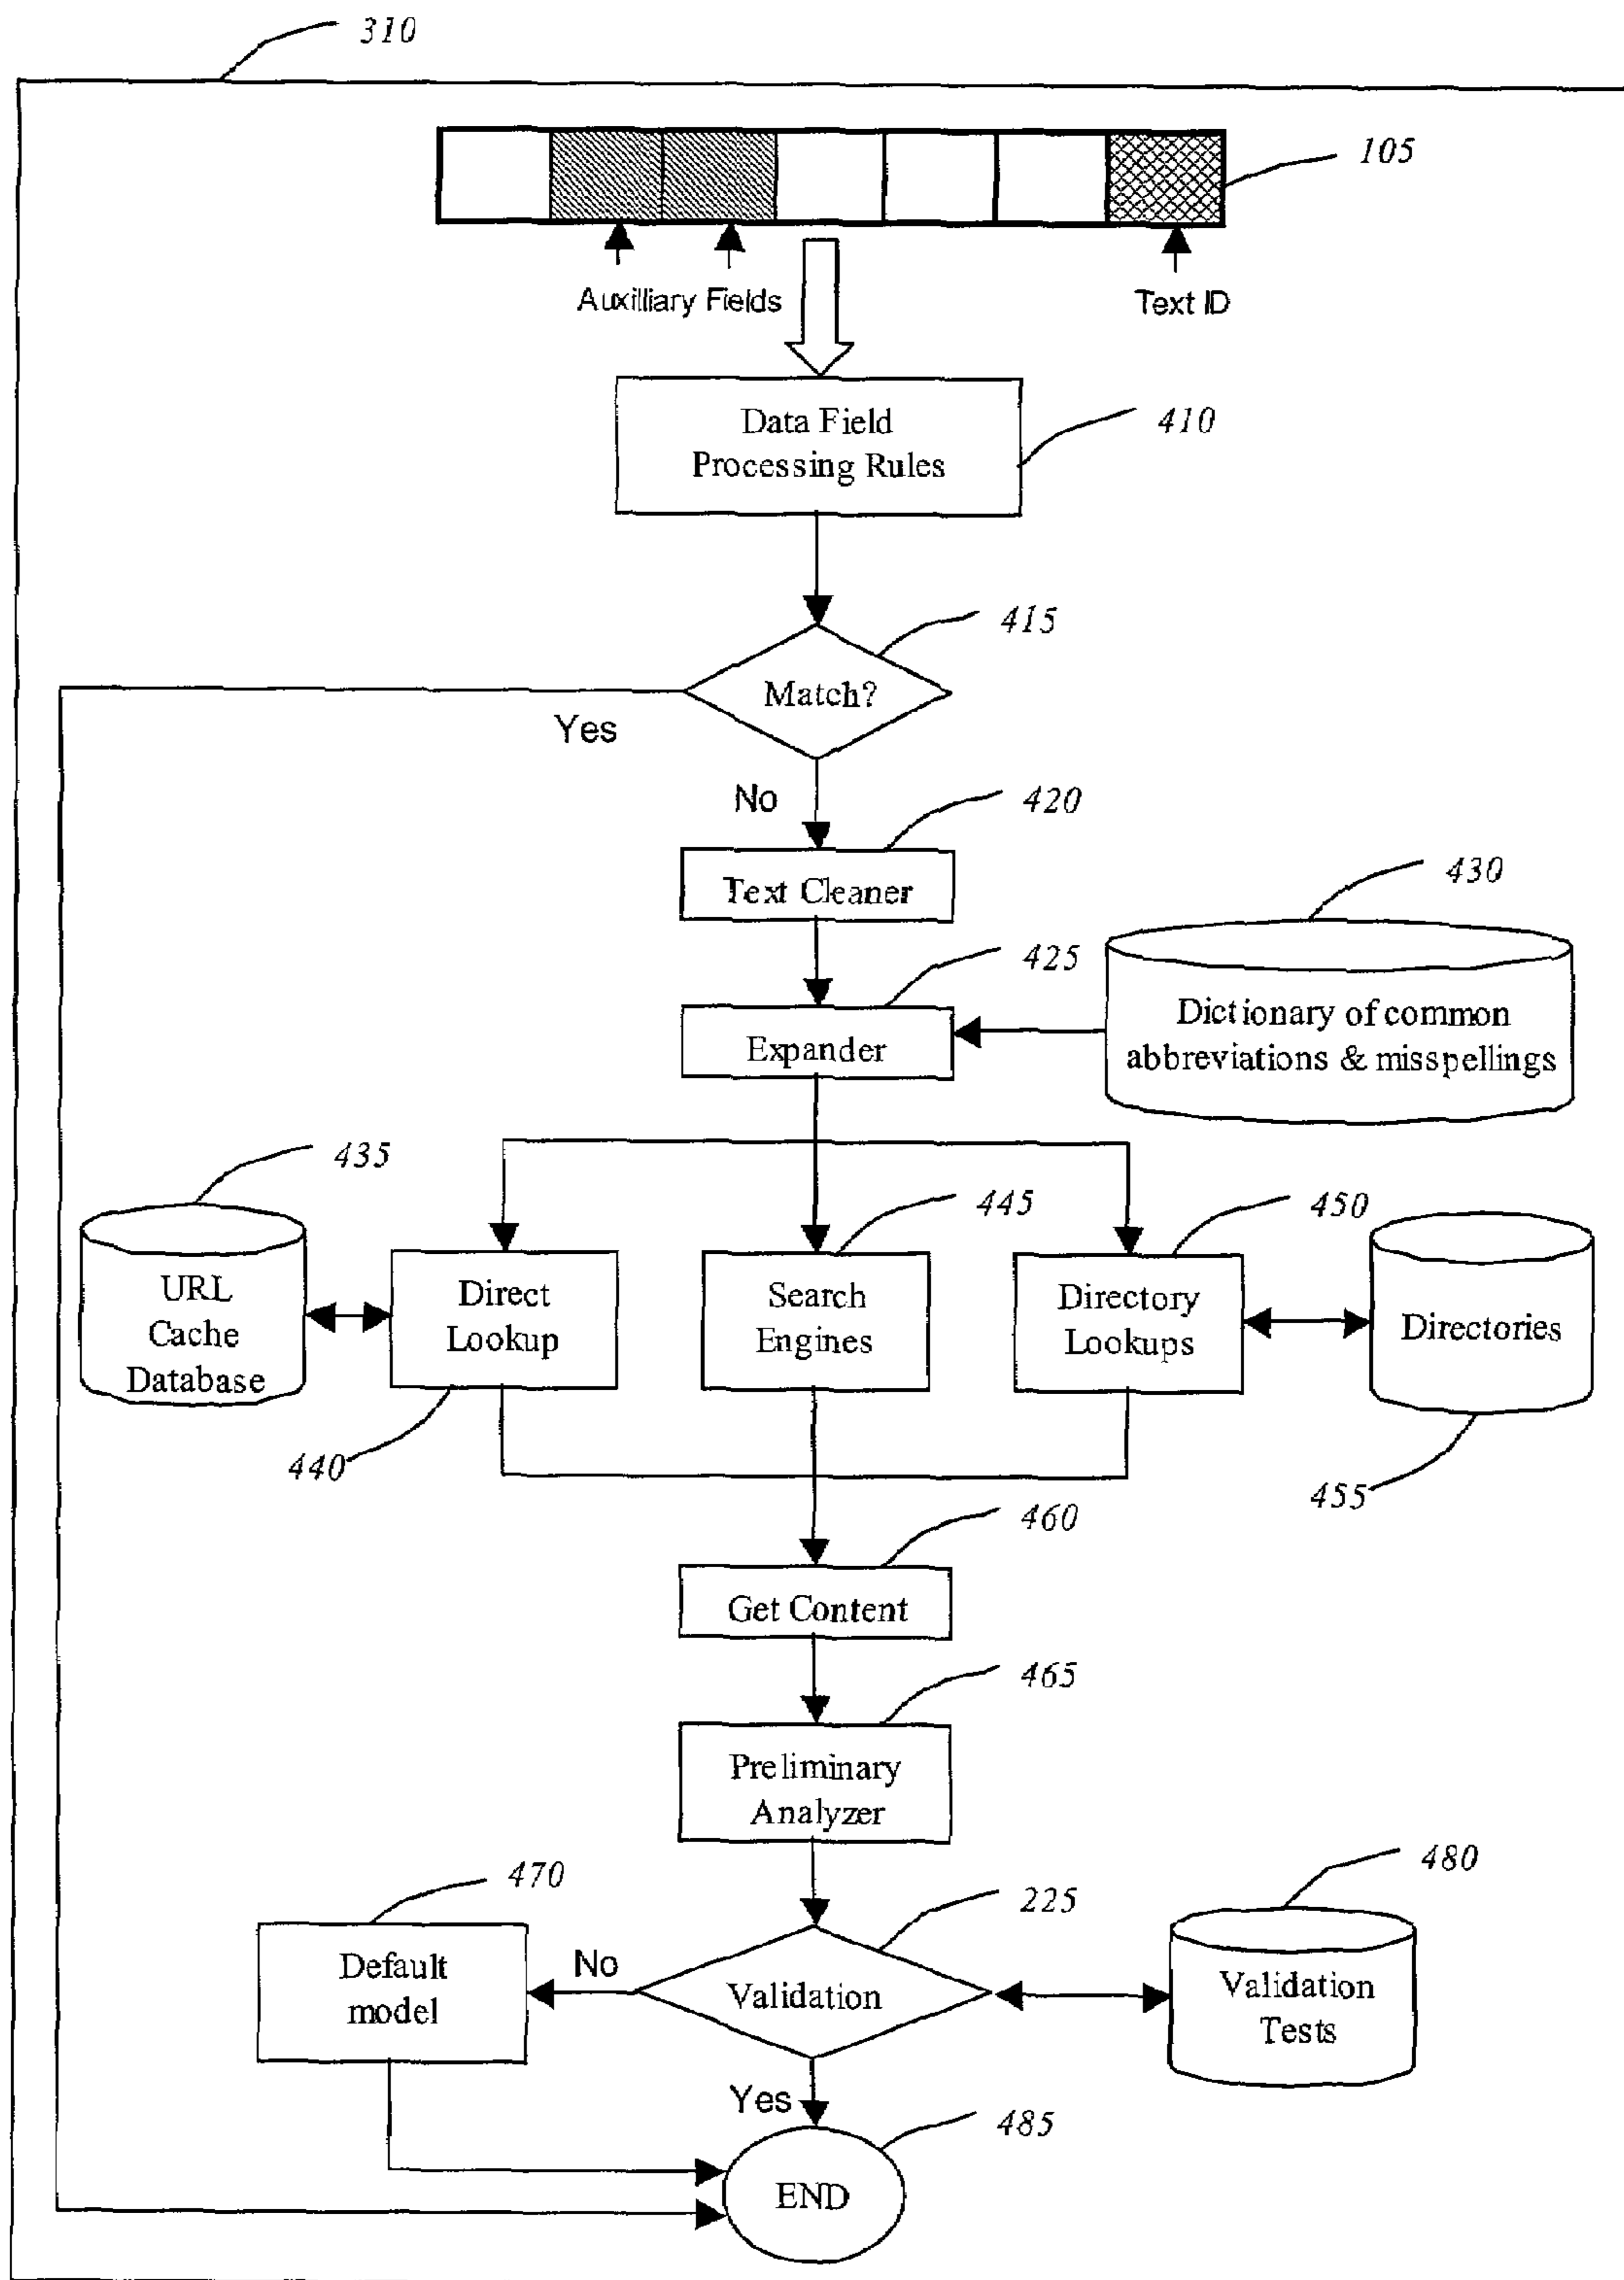 310
105
Auxilliary Fields
Text ID
Data Field
Processing Rules
410
415
Match?
Yes
No
420
Text Cleaner
430
425
Expander
Dictionary of common
abbreviations & misspellings
435
445
450
URL
Cache
Database
Direct
Lookup
Search
Engines
Directory
Lookups
Directories
440
455
460
Get Content
465
Preliminary
Analyzer
470
225
480
Default
model
No
Validation
Validation
Tests
Yes
485
END